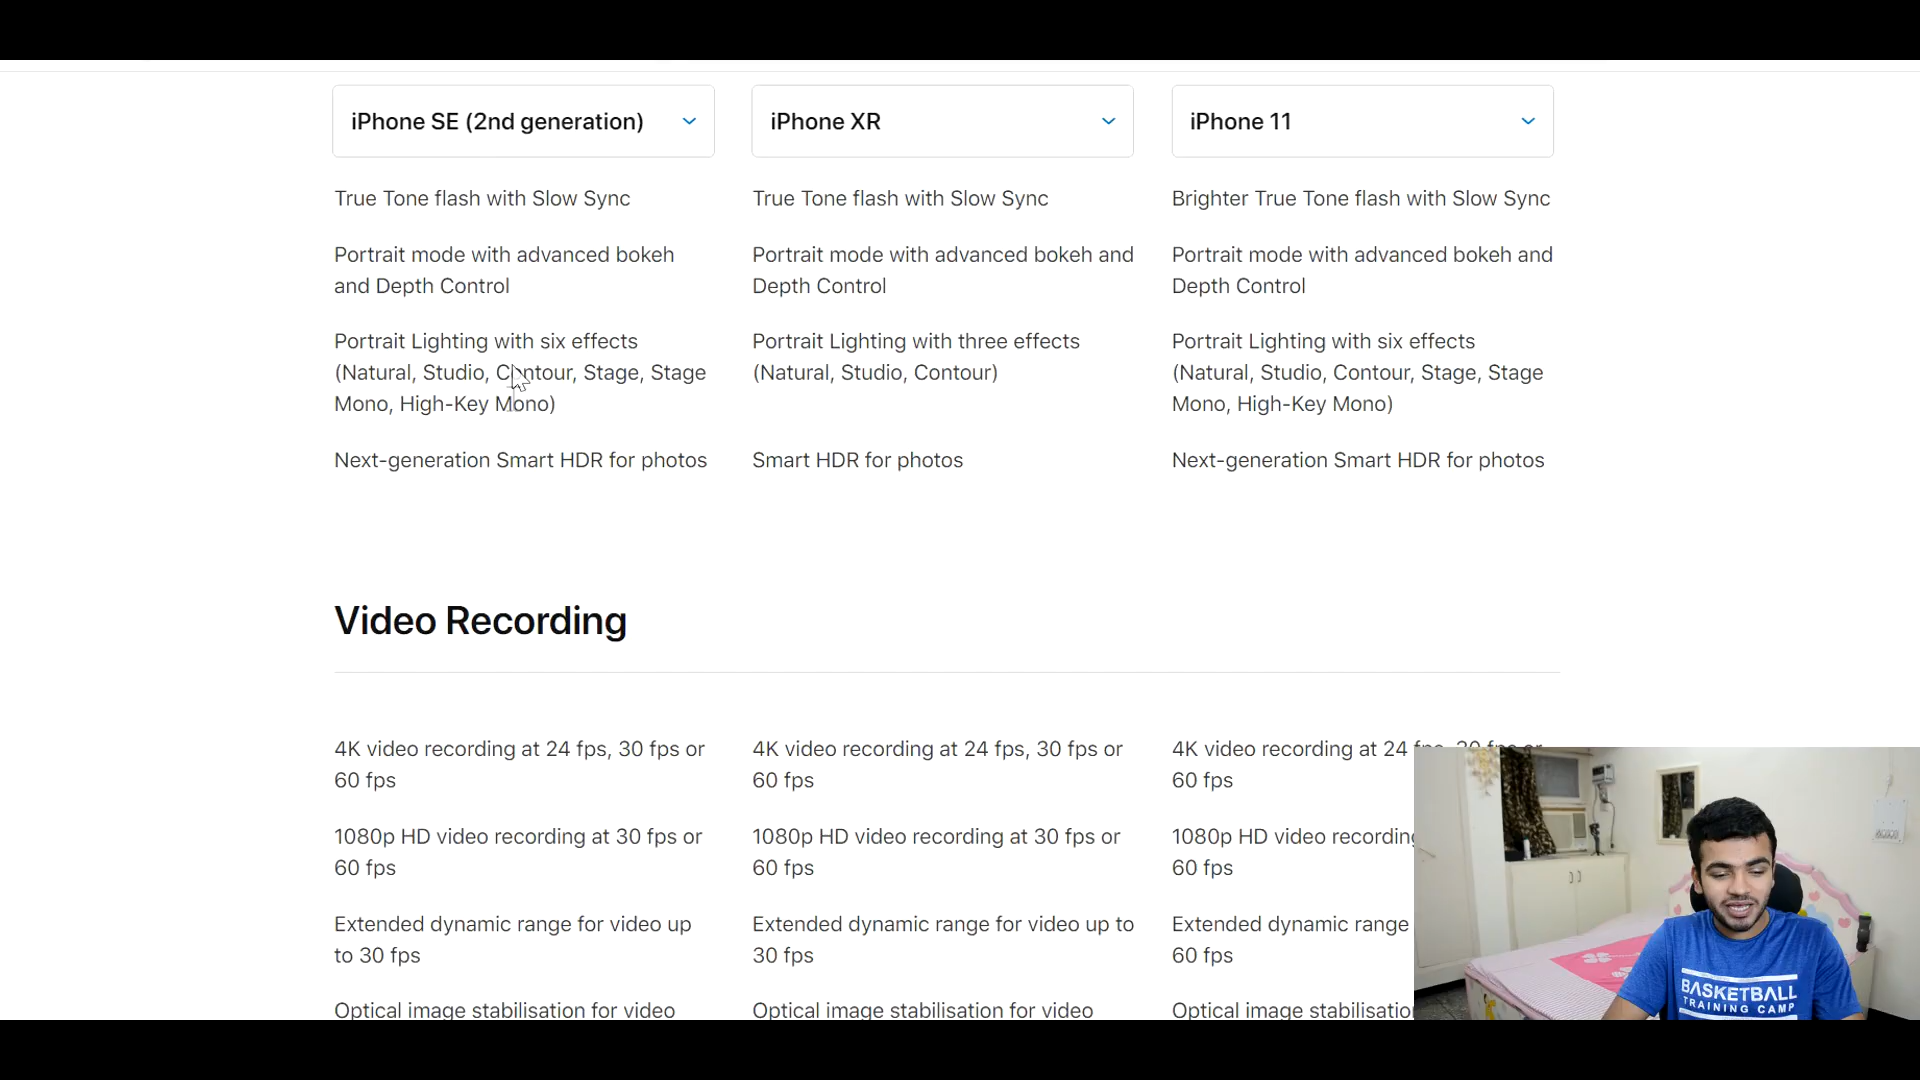 iPhone SE (2nd generation)
iPhone XR
iPhone 11
True Tone flash with Slow Sync
True Tone flash with Slow Sync
Brighter True Tone flash with Slow Sync
Portrait mode with advanced bokeh
and Depth Control
Portrait mode with advanced bokeh and
Depth Control
Portrait mode with advanced bokeh and
Depth Control
Portrait Lighting with six effects
(Natural, Studio, Contour, Stage, Stage
Mono, High-Key Mono)
Portrait Lighting with three effects
(Natural, Studio, Contour)
Portrait Lighting with six effects
(Natural, Studio, Contour, Stage, Stage
Mono, High-Key Mono)
Next-generation Smart HDR for photos
Smart HDR for photos
Next-generation Smart HDR for photos
Video Recording
4K video recording at 24 fps, 30 fps or
60 fps
4K video recording at 24 fps, 30 fps or
60 fps
4K video recording at 24 fps, 30 fps or
60 fps
1080p HD video recording at 30 fps or
60 fps
1080p HD video recording at 30 fps or
60 fps
1080p HD video recording
60 fps
Extended dynamic range for video up
to 30 fps
Extended dynamic range for video up to
30 fps
Extended dynamic range
60 fps
Optical image stabilisation for video
Optical image stabilisation for video
Optical image stabilisatio
BASKETBALL
TRAINING CAMP